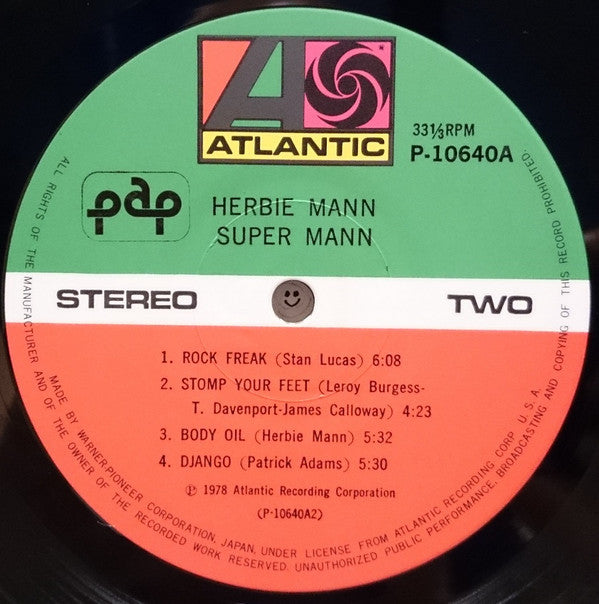 A
ATLANTIC
33⅓RPM
P-10640A
pap
HERBIE MANN
SUPER MANN
STEREO
TWO
1. ROCK FREAK (Stan Lucas) 6:08
2. STOMP YOUR FEET (Leroy Burgess-
T. Davenport-James Calloway) 4:23
3. BODY OIL (Herbie Mann) 5:32
4. DJANGO (Patrick Adams) 5:30
℗ 1978 Atlantic Recording Corporation
(P-10640A2)
MADE BY WARNER-PIONEER CORPORATION, JAPAN, UNDER LICENSE FROM ATLANTIC RECORDING CORP. U.S.A.
ALL RIGHTS OF THE MANUFACTURER AND OF THE OWNER OF THE RECORDED WORK RESERVED. UNAUTHORIZED PUBLIC PERFORMANCE, BROADCASTING AND COPYING OF THIS RECORD PROHIBITED.